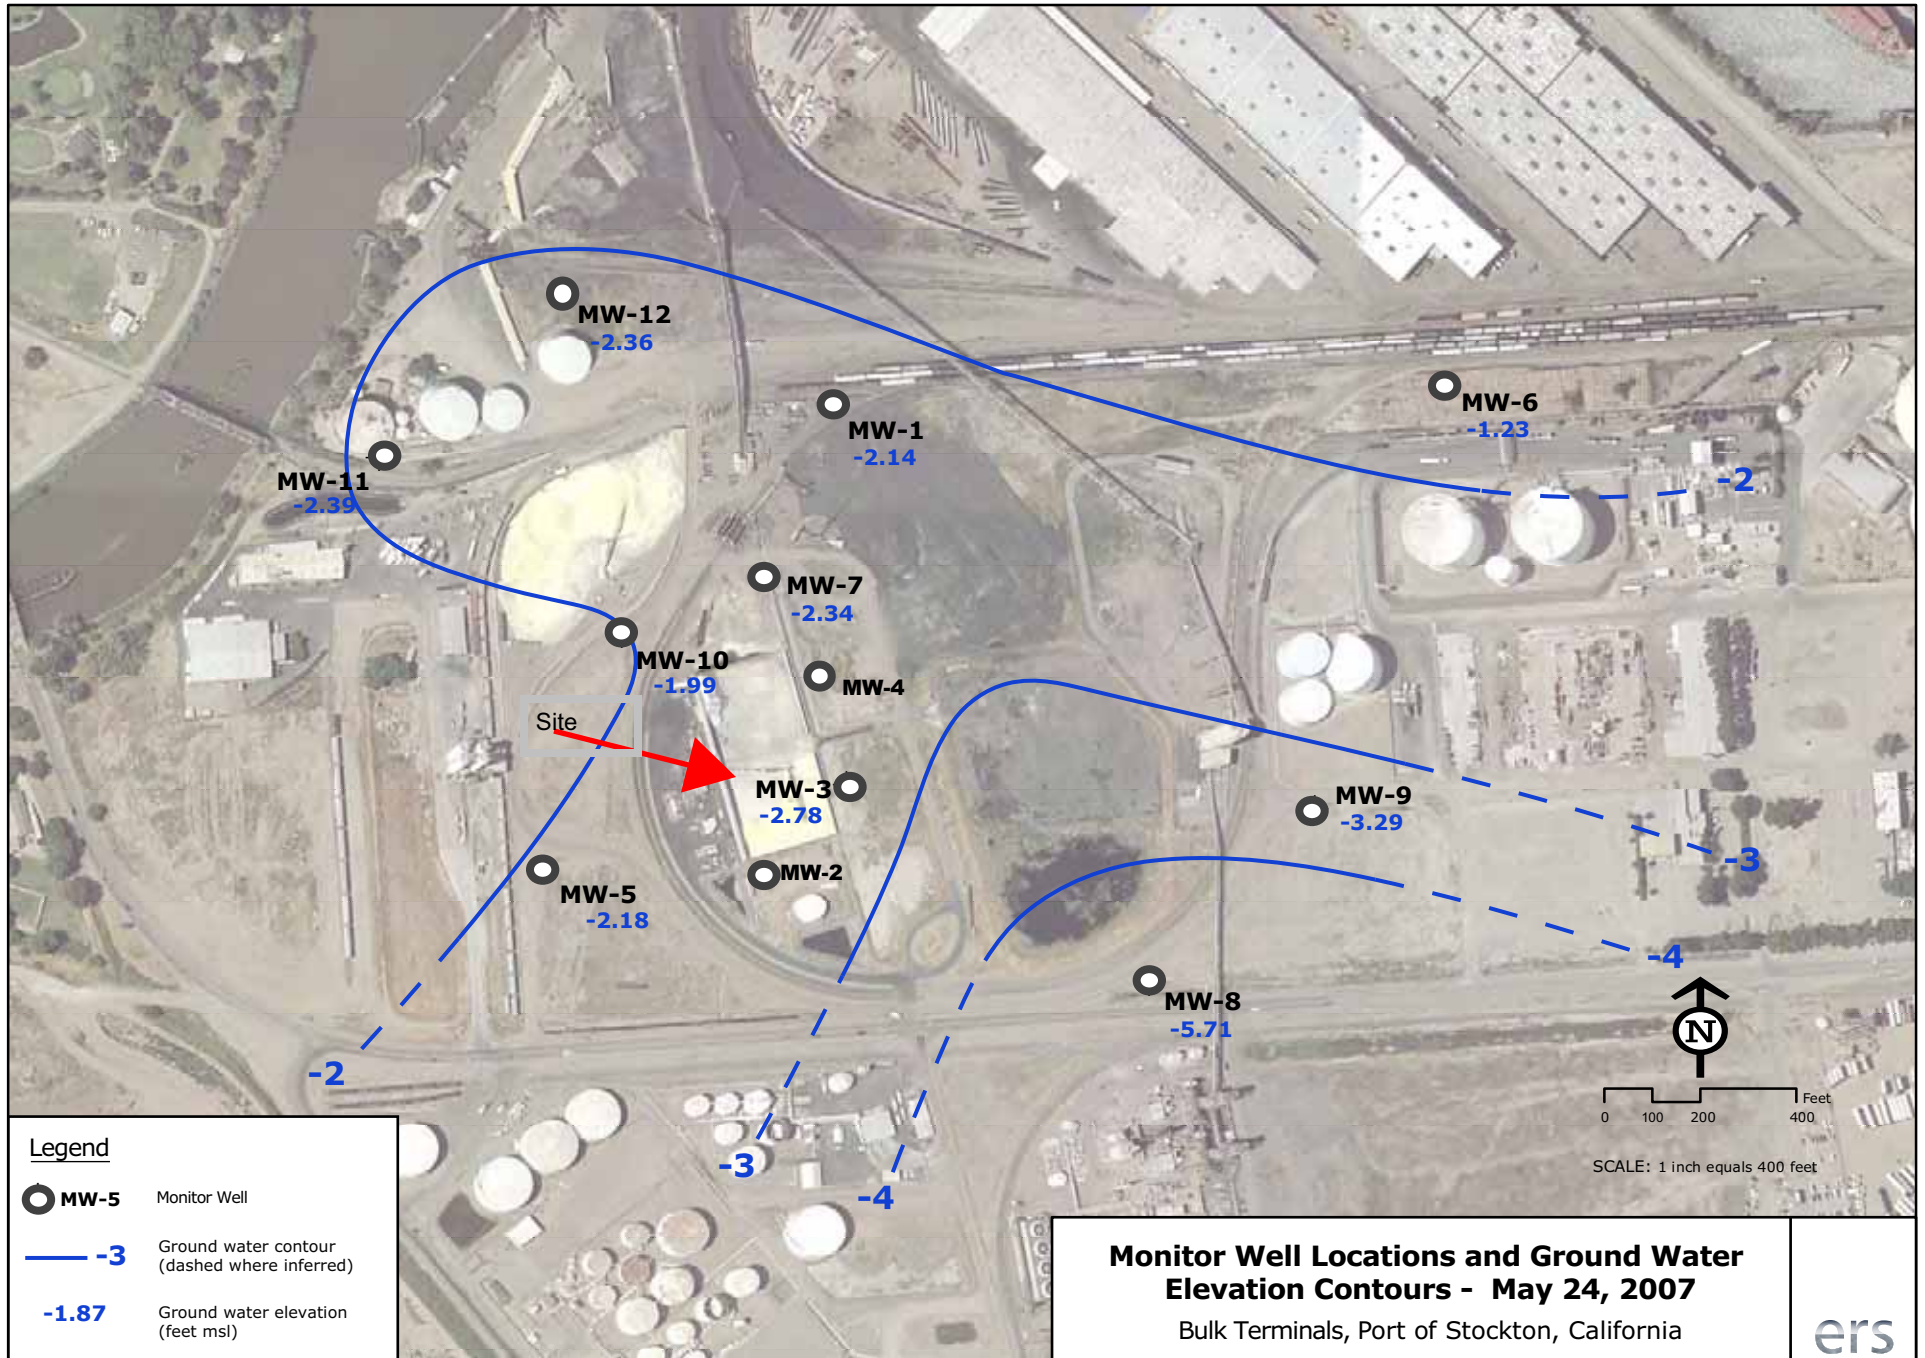 MW-12
-2.36
MW-6
-1.23
MW-1
-2.14
MW-11
-2.39
-2
MW-7
-2.34
MW-10
-1.99
MW-4
Site
MW-3
-2.78
MW-9
-3.29
-3
MW-2
MW-5
-2.18
-4
MW-8
-5.71
N
-2
Feet
0 100 200 400
SCALE: 1 inch equals 400 feet
-3
-4
Legend
MW-5 Monitor Well
-3 Ground water contour
(dashed where inferred)
-1.87 Ground water elevation
(feet msl)
Monitor Well Locations and Ground Water
Elevation Contours - May 24, 2007
Bulk Terminals, Port of Stockton, California
ers